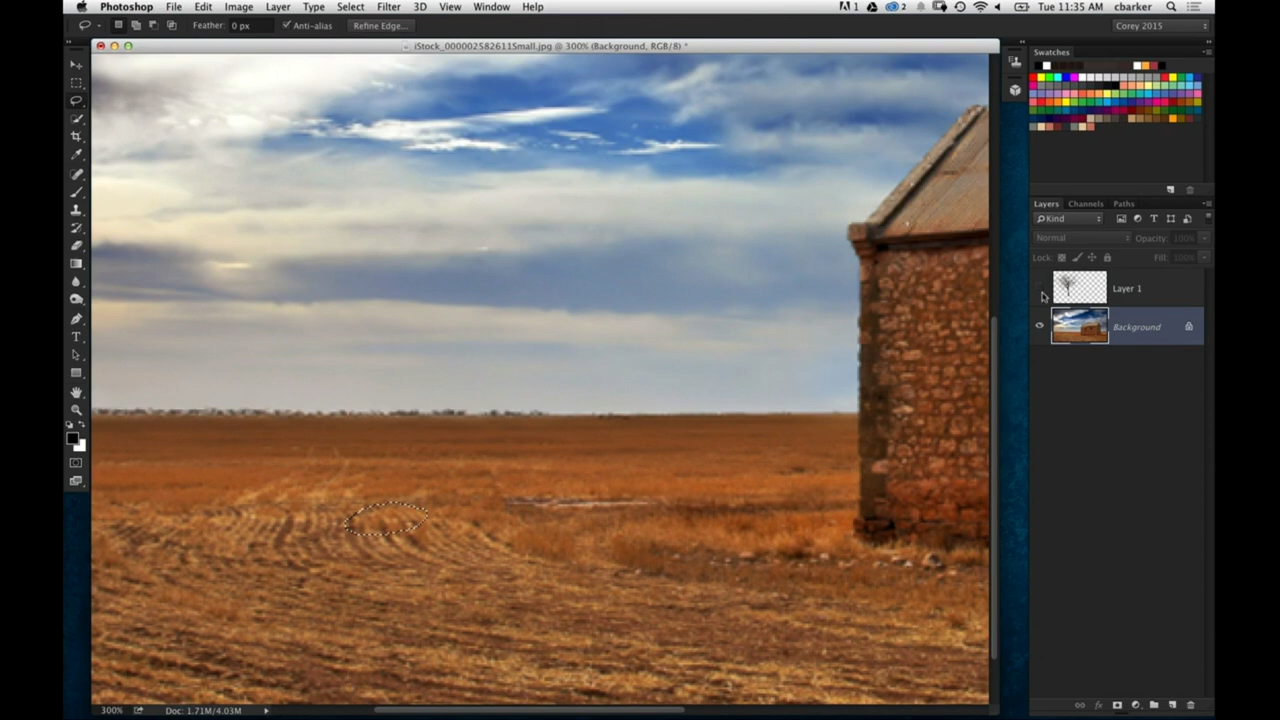 Photoshop File Edit Image Layer Type Select Filter 3D View Window Help 1 2 Tue 11:35 AM cbarker
Feather: 0 px Anti-alias Refine Edge... Corey 2015
iStock_000002582611Small.jpg @ 300% (Background, RGB/8) *
Swatches
Layers Channels Paths
Kind
Normal Opacity: 100%
Lock: Fill: 100%
Layer 1
Background
300% Doc: 1.71M/4.03M